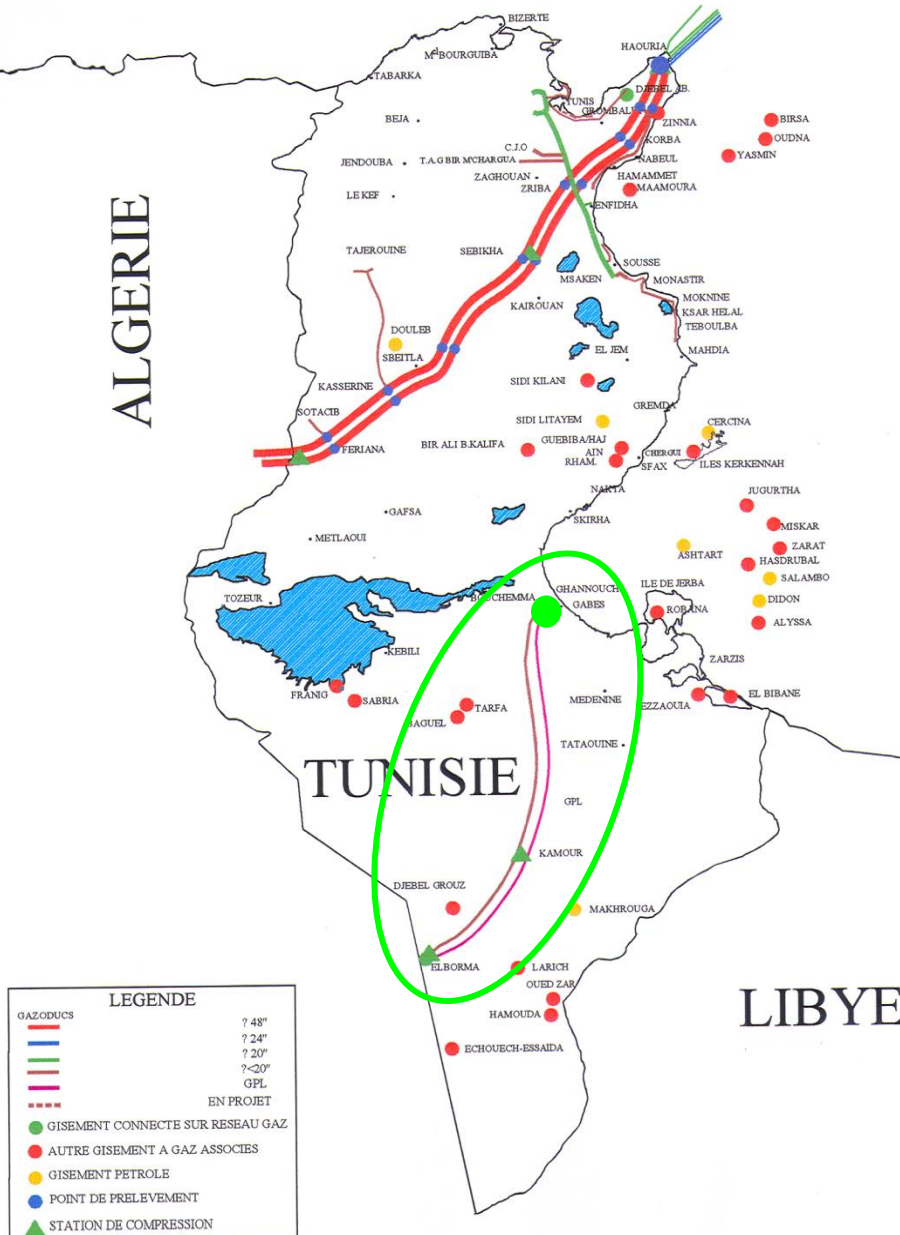 BIZERTE
Mel BOURGUIBA
HAOURIA
TABARKA
DJEBEL AB.
TUNIS
GROMBALIA
ZINNIA
BIRSA
BEJA
OUDNA
KORBA
YASMIN
C.J.O
T.A.G BIR M'CHARGUA
NABEUL
JENDOUBA
HAMAMMET
ZAGHOUAN
MAAMOURA
ZRIBA
LE KEF
ENFIDHA
TAJEROUINE
SEBIKHA
SOUSSE
MSAKEN
MONASTIR
MOKNINE
KAIROUAN
KSAR HELAL
TEBOULBA
DOULEB
EL JEM
MAHDIA
SBEITLA
KASSERINE
SIDI KILANI
SOTACIB
GREMDA
SIDI LITAYEM
CERCINA
BIR ALI B.KALIFA
GUEBIBA/HAJ
FERIANA
AIN
CHERGUI
RHAM.
SFAX
ILES KERKENNAH
ALGERIE
NAKTA
JUGURTHA
GAFSA
SKIRHA
MISKAR
METLAOUI
ZARAT
ASHTART
HASDRUBAL
SALAMBO
ILE DE JERBA
GHANNOUCH
BOUCHEMMA
TOZEUR
GABES
DIDON
ROBANA
ALYSSA
KEBILI
ZARZIS
FRANIG
SABRIA
MEDENINE
EZZAOUIA
EL BIBANE
TARFA
BAGUEL
TATAOUINE
TUNISIE
GPL
KAMOUR
DJEBEL GROUZ
MAKHROUGA
ELBORMA
LARICH
OUED ZAR
HAMOUDA
LIBYE
ECHOUECH-ESSAIDA
LEGENDE
GAZODUCS
? 48"
? 24"
? 20"
?<20"
GPL
EN PROJET
GISEMENT CONNECTE SUR RESEAU GAZ
AUTRE GISEMENT A GAZ ASSOCIES
GISEMENT PETROLE
POINT DE PRELEVEMENT
STATION DE COMPRESSION